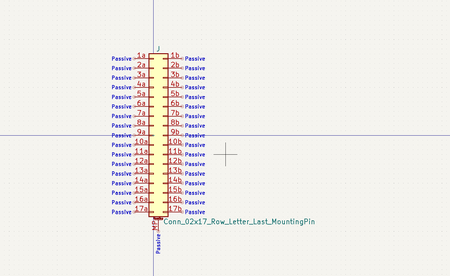 J
Passive 1a 1b Passive
Passive 2a 2b Passive
Passive 3a 3b Passive
Passive 4a 4b Passive
Passive 5a 5b Passive
Passive 6a 6b Passive
Passive 7a 7b Passive
Passive 8a 8b Passive
Passive 9a 9b Passive
Passive 10a 10b Passive
Passive 11a 11b Passive
Passive 12a 12b Passive
Passive 13a 13b Passive
Passive 14a 14b Passive
Passive 15a 15b Passive
Passive 16a 16b Passive
Passive 17a 17b Passive
MP Conn_02x17_Row_Letter_Last_MountingPin
Passive